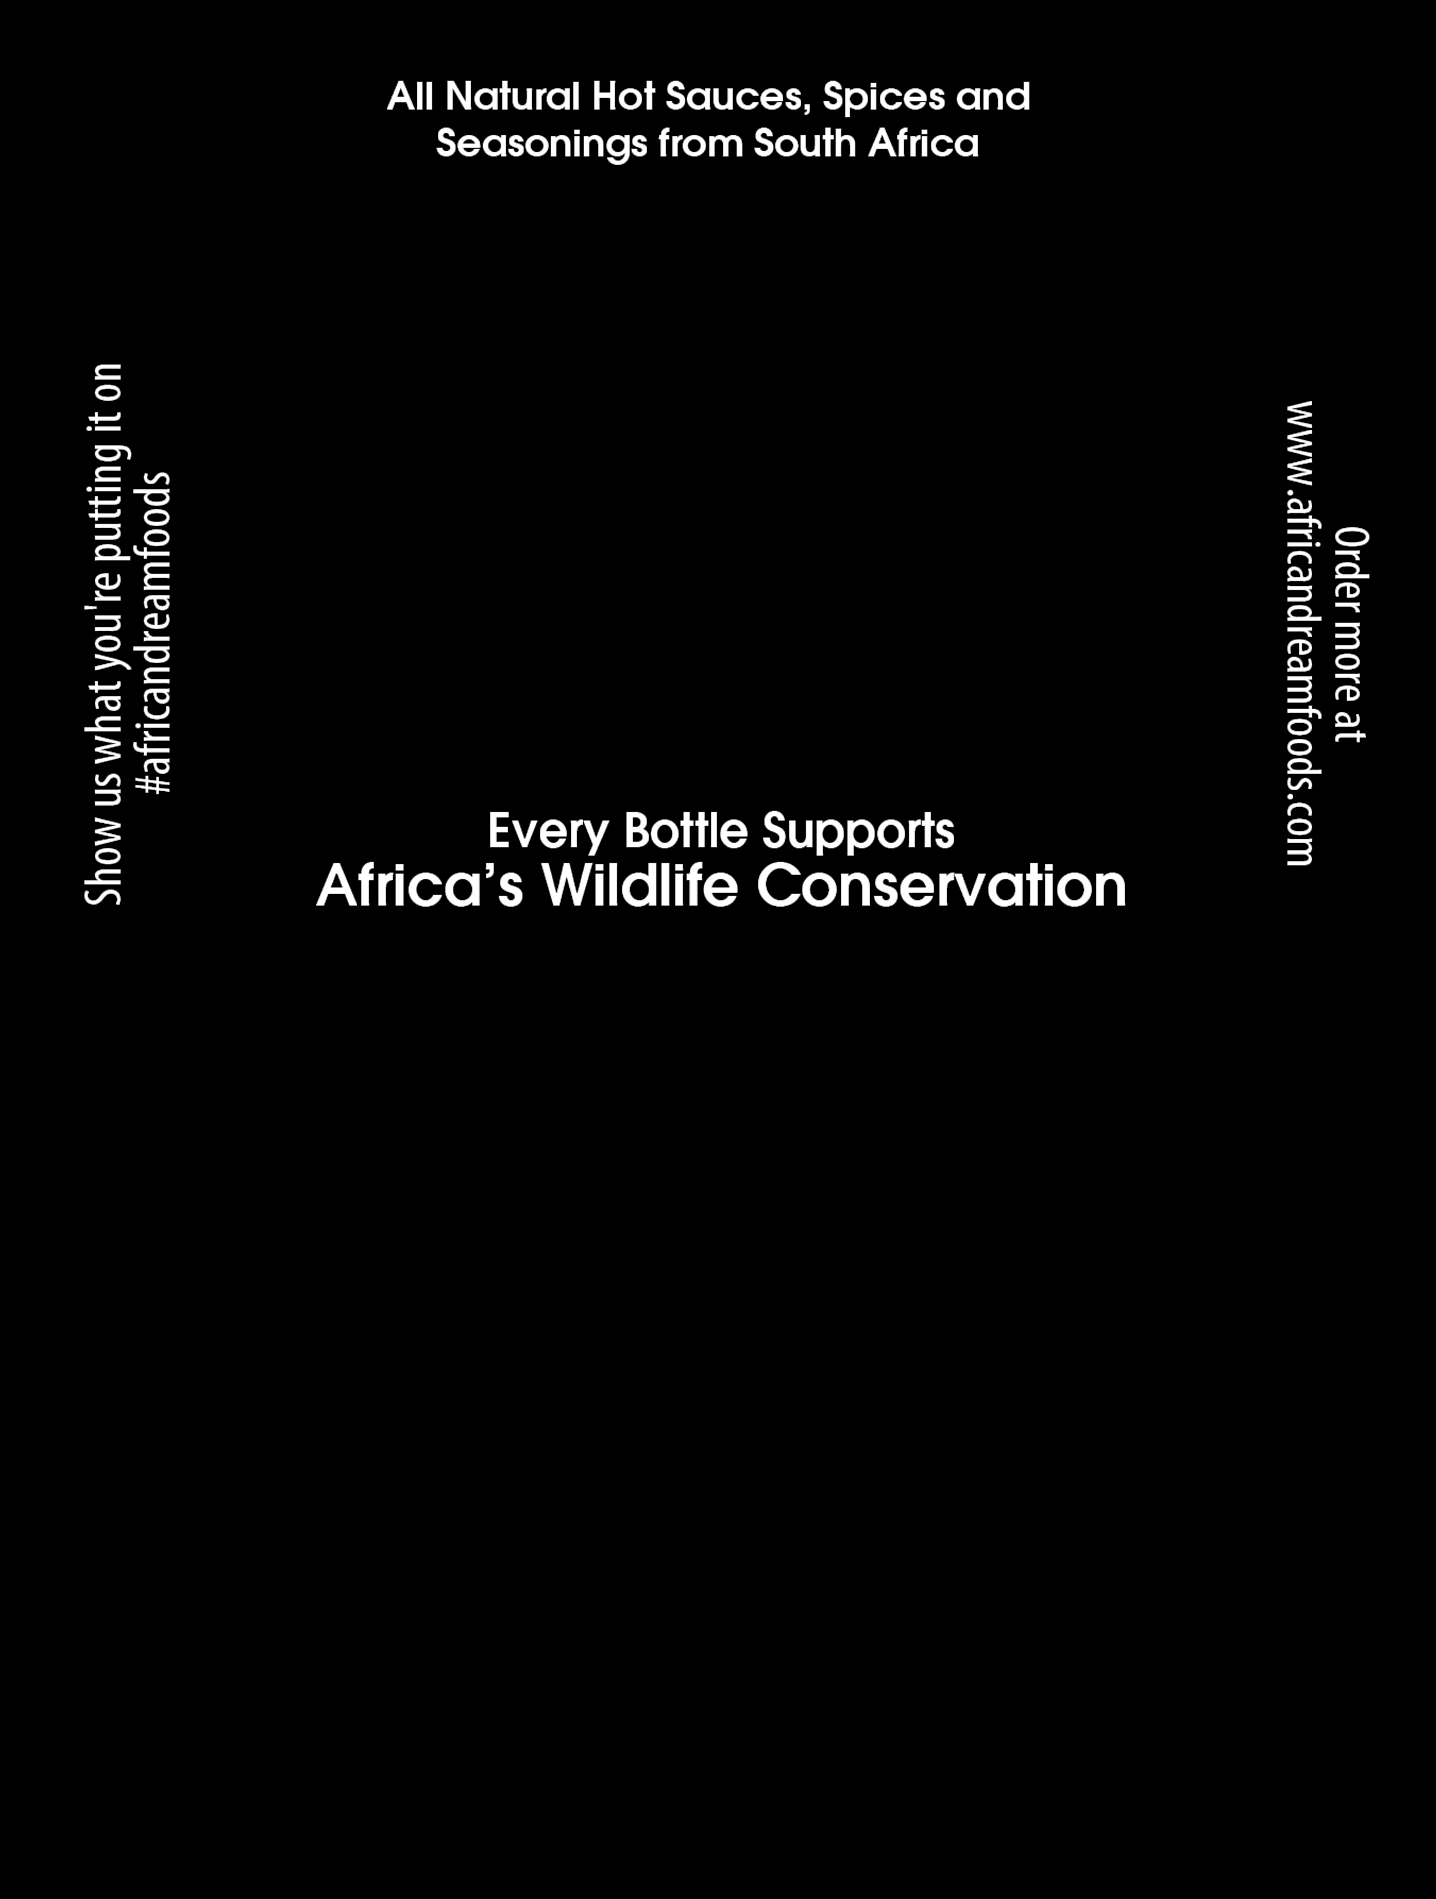 All Natural Hot Sauces, Spices and
Seasonings from South Africa
Show us what you're putting it on
#africandreamfoods
Order more at
www.africandreamfoods.com
Every Bottle Supports
Africa’s Wildlife Conservation